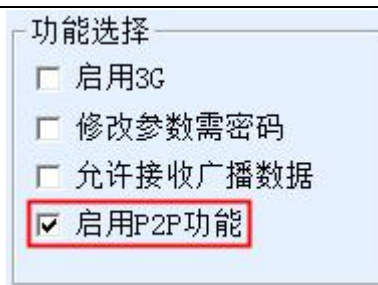 功能选择
启用3G
修改参数需密码
允许接收广播数据
启用P2P功能